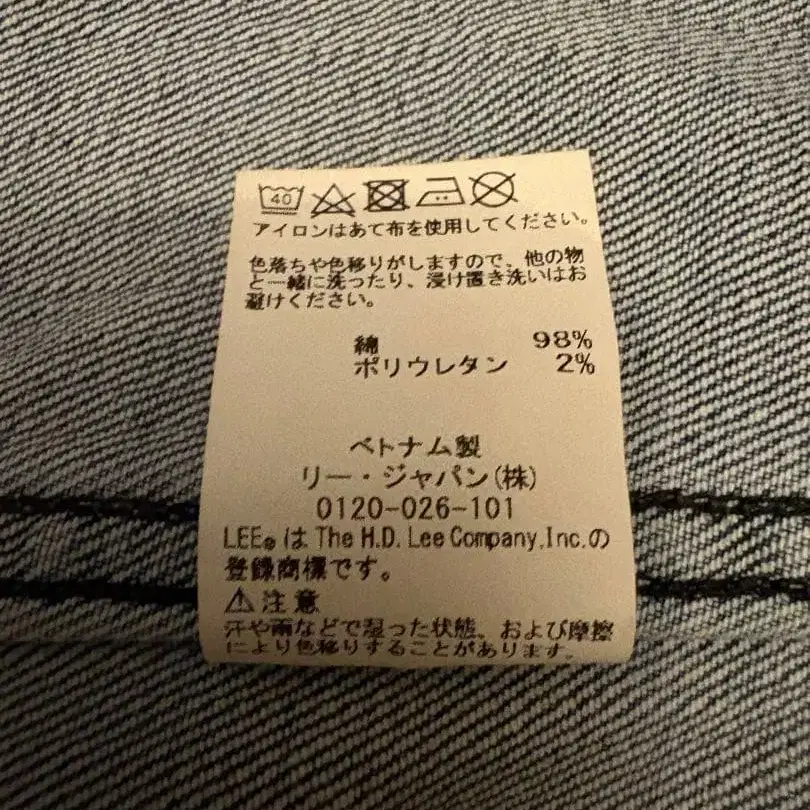 40
アイロンはあて布を使用してください。
色落ちや色移りがしますので、他の物
と一緒に洗ったり、浸け置き洗いはお
避けください。
綿 98%
ポリウレタン 2%
ベトナム製
リー・ジャパン(株)
0120-026-101
LEE®は The H.D. Lee Company,Inc.の
登録商標です。
⚠注意
汗や雨などで湿った状態、および摩擦
により色移りすることがあります。